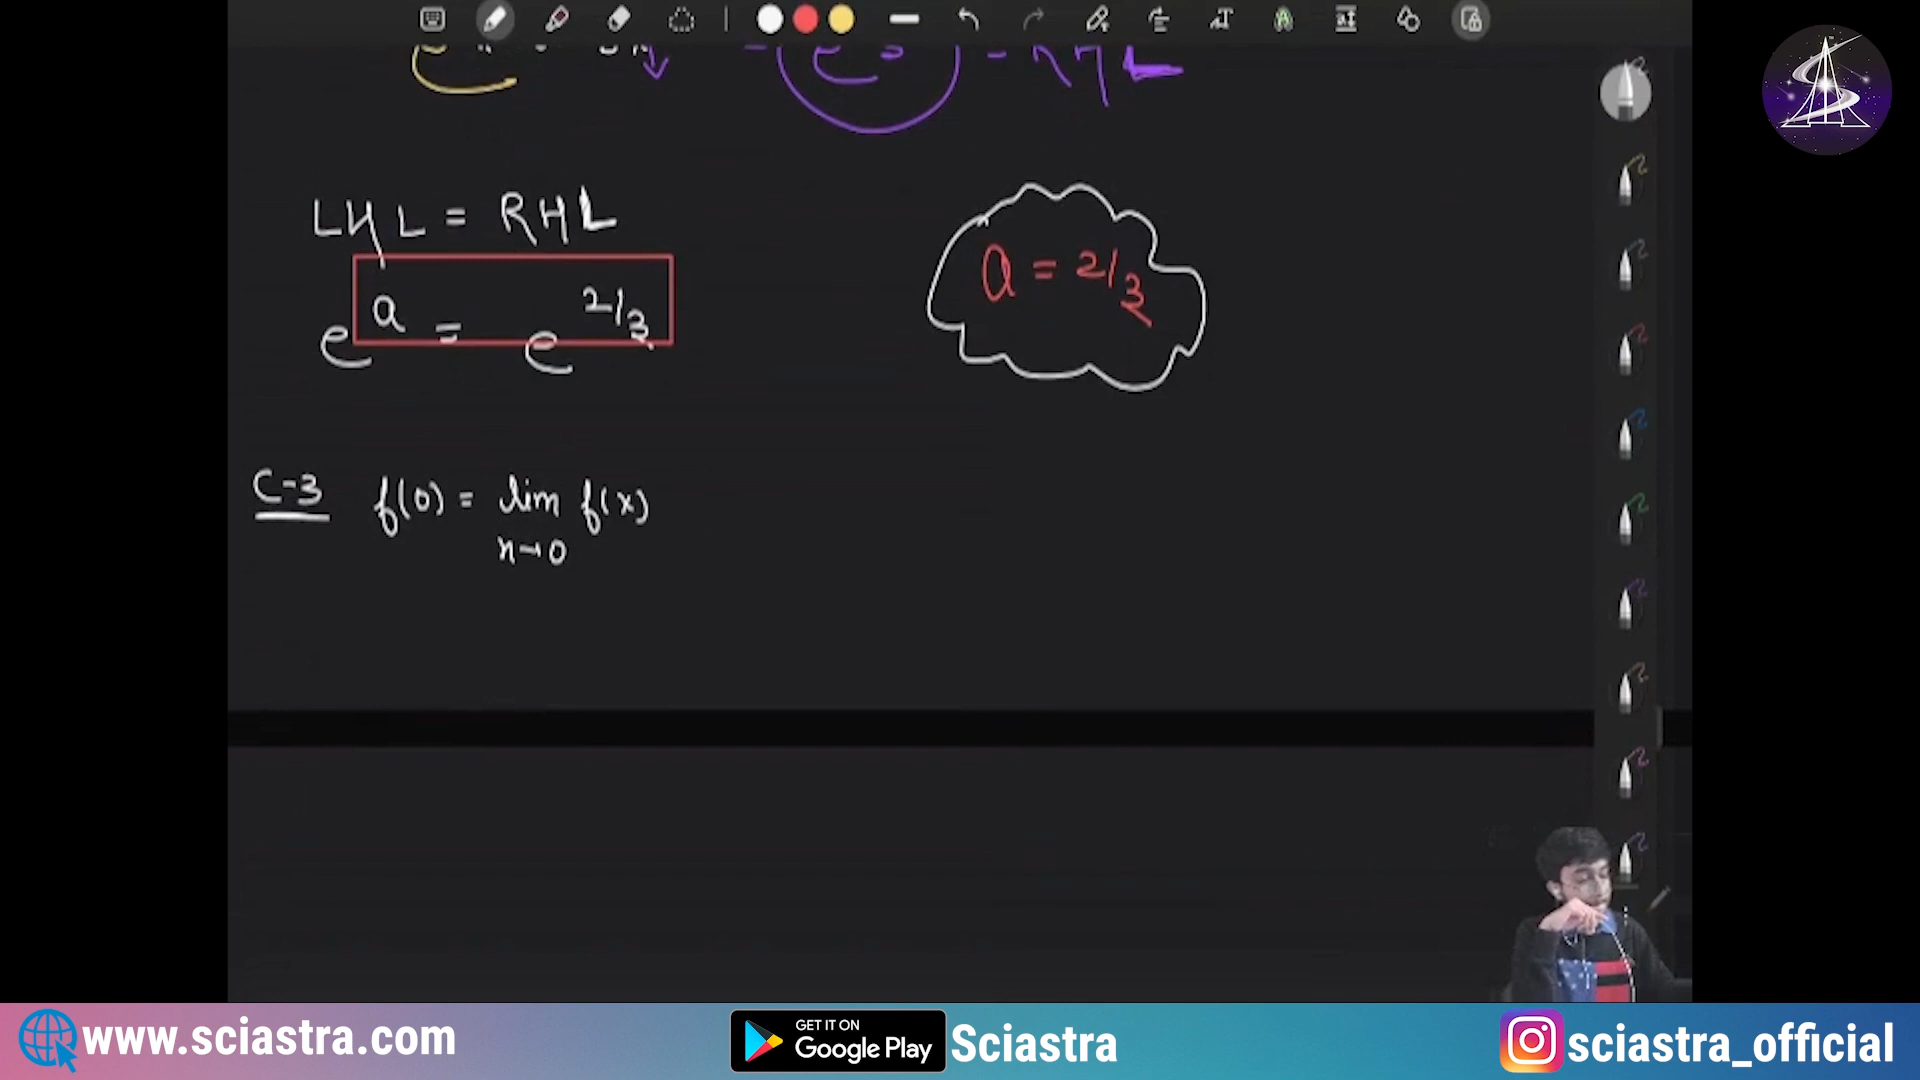 = RHL
LHL = RHL
e^a = e^2/3
a = 2/3
C-3 f(0) = lim f(x)
x→0
www.sciastra.com
GET IT ON
Google Play
Sciastra
sciastra_official